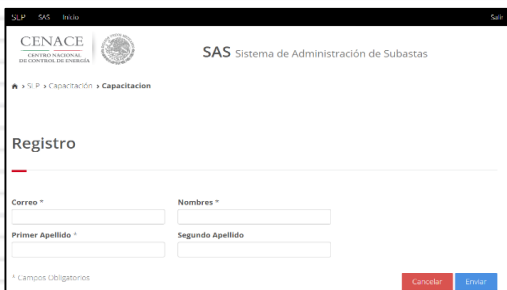 SLP SAS Inicio Salir
CENACE
CENTRO NACIONAL
DE CONTROL DE ENERGÍA
SAS Sistema de Administración de Subastas
» SLP » Capacitación » Capacitacion
Registro
Correo * Nombres *
Primer Apellido * Segundo Apellido
* Campos Obligatorios
Cancelar Enviar